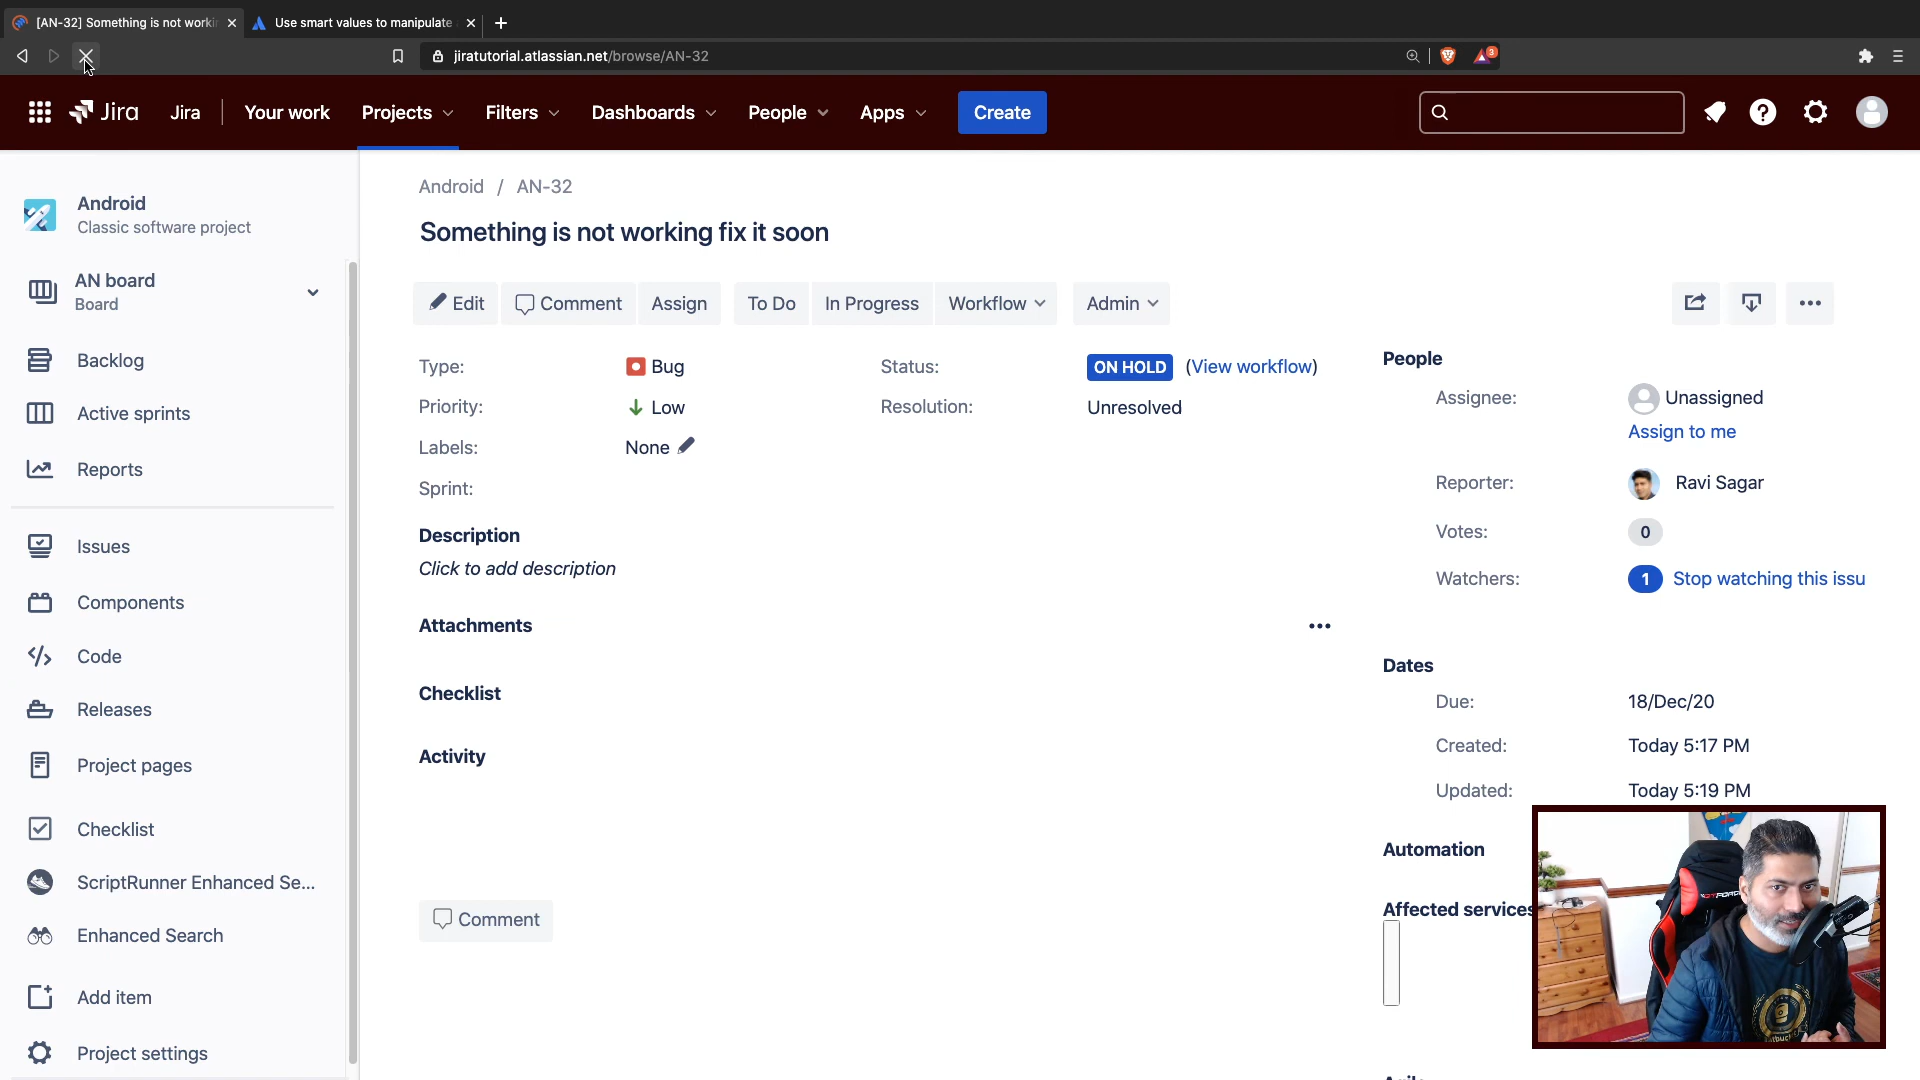 [AN-32] Something is not workin
Use smart values to manipulate
jiratutorial.atlassian.net/browse/AN-32
3
Jira
Jira
Your work
Projects
Filters
Dashboards
People
Apps
Create
Android
Classic software project
AN board
Board
Backlog
Active sprints
Reports
Issues
Components
Code
Releases
Project pages
Checklist
ScriptRunner Enhanced Se...
Enhanced Search
Add item
Project settings
Android / AN-32
Something is not working fix it soon
Edit
Comment
Assign
To Do
In Progress
Workflow
Admin
Type: Bug
Priority: Low
Labels: None
Sprint:
Status: ON HOLD (View workflow)
Resolution: Unresolved
Description
Click to add description
Attachments
Checklist
Activity
Comment
People
Assignee: Unassigned
Assign to me
Reporter: Ravi Sagar
Votes: 0
Watchers: 1 Stop watching this issu
Dates
Due: 18/Dec/20
Created: Today 5:17 PM
Updated: Today 5:19 PM
Automation
Affected services